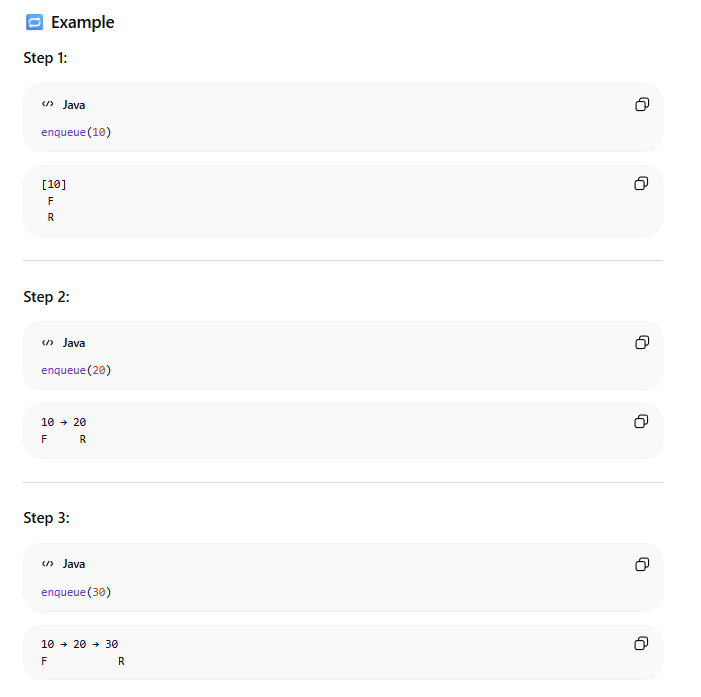 🔁 Example
Step 1:
</> Java
enqueue(10)
[10]
F
R
Step 2:
</> Java
enqueue(20)
10 → 20
F R
Step 3:
</> Java
enqueue(30)
10 → 20 → 30
F R